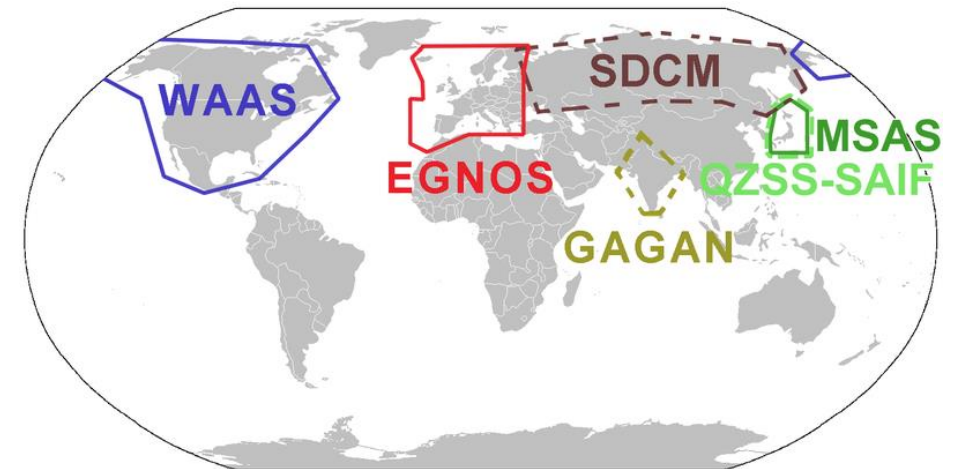 SDCM
WAAS
MSAS
EGNOS
QZSS-SAIF
GAGAN